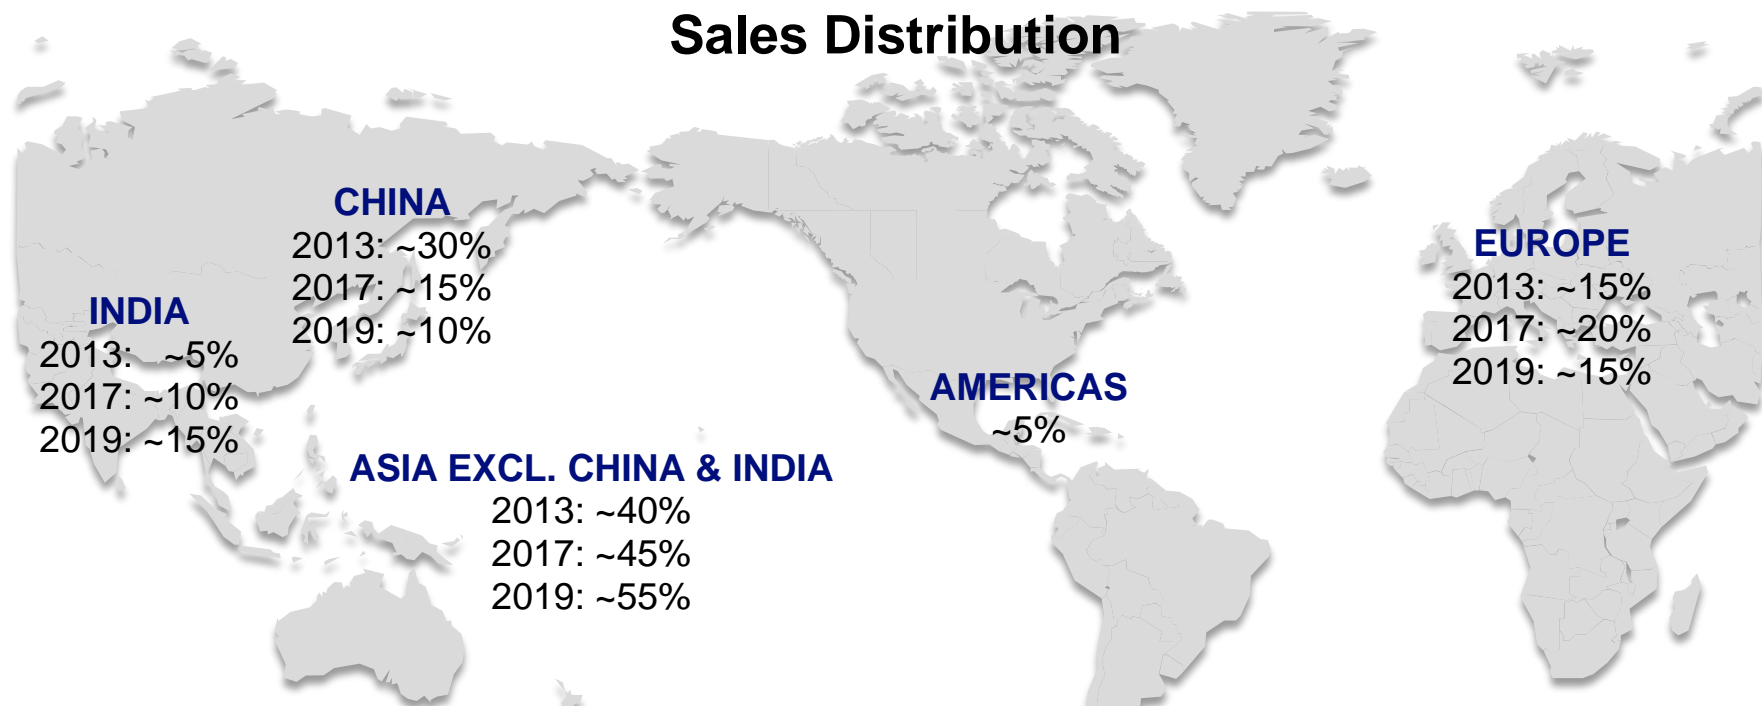 Sales Distribution
CHINA
2013: ~30%
2017: ~15%
2019: ~10%
INDIA
2013: ~5%
2017: ~10%
2019: ~15%
ASIA EXCL. CHINA & INDIA
2013: ~40%
2017: ~45%
2019: ~55%
AMERICAS
~5%
EUROPE
2013: ~15%
2017: ~20%
2019: ~15%